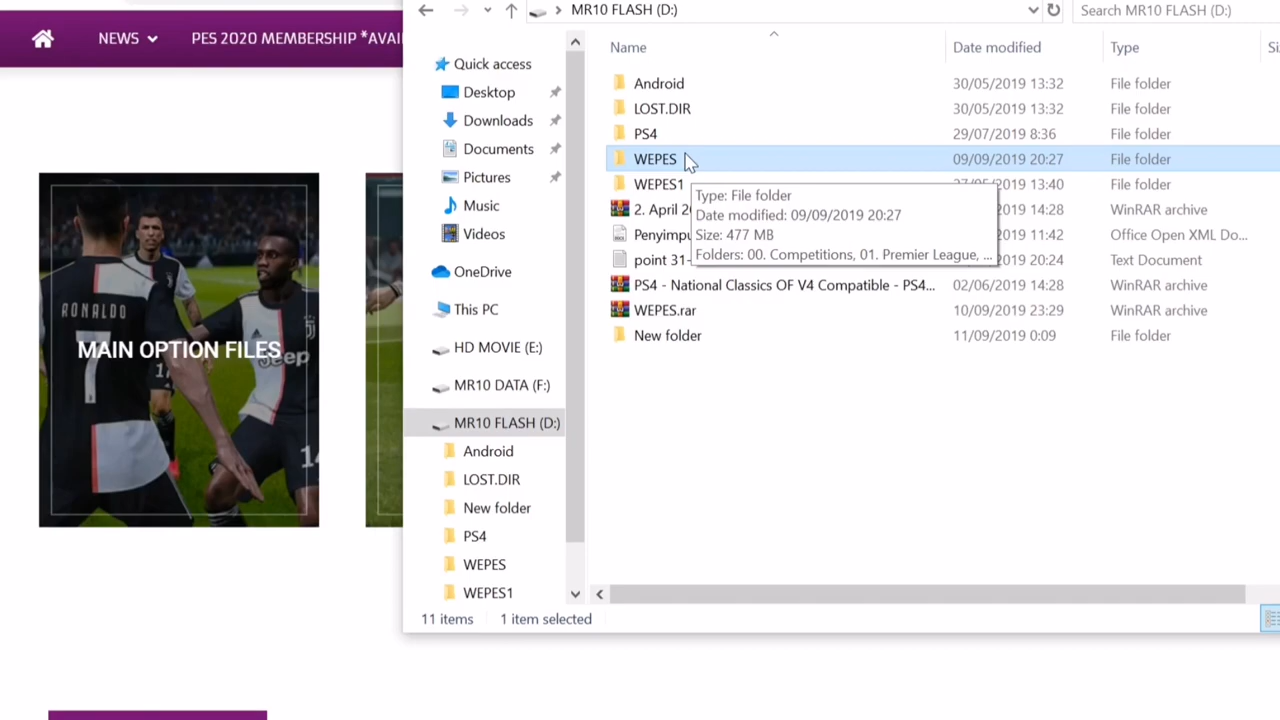 NEWS
PES 2020 MEMBERSHIP *AVAI
RONALDO
7
MAIN OPTION FILES
Jeep
MR10 FLASH (D:)
Search MR10 FLASH (D:)
Quick access
Desktop
Downloads
Documents
Pictures
Music
Videos
OneDrive
This PC
HD MOVIE (E:)
MR10 DATA (F:)
MR10 FLASH (D:)
Android
LOST.DIR
New folder
PS4
WEPES
WEPES1
Name Date modified Type Si
Android 30/05/2019 13:32 File folder
LOST.DIR 30/05/2019 13:32 File folder
PS4 29/07/2019 8:36 File folder
WEPES 09/09/2019 20:27 File folder
WEPES1 13:40 File folder
2. April 2 14:28 WinRAR archive
Penyimpu 11:42 Office Open XML Do...
point 31- 20:24 Text Document
PS4 - National Classics OF V4 Compatible - PS4... 02/06/2019 14:28 WinRAR archive
WEPES.rar 10/09/2019 23:29 WinRAR archive
New folder 11/09/2019 0:09 File folder
Type: File folder
Date modified: 09/09/2019 20:27
Size: 477 MB
Folders: 00. Competitions, 01. Premier League, ...
11 items 1 item selected